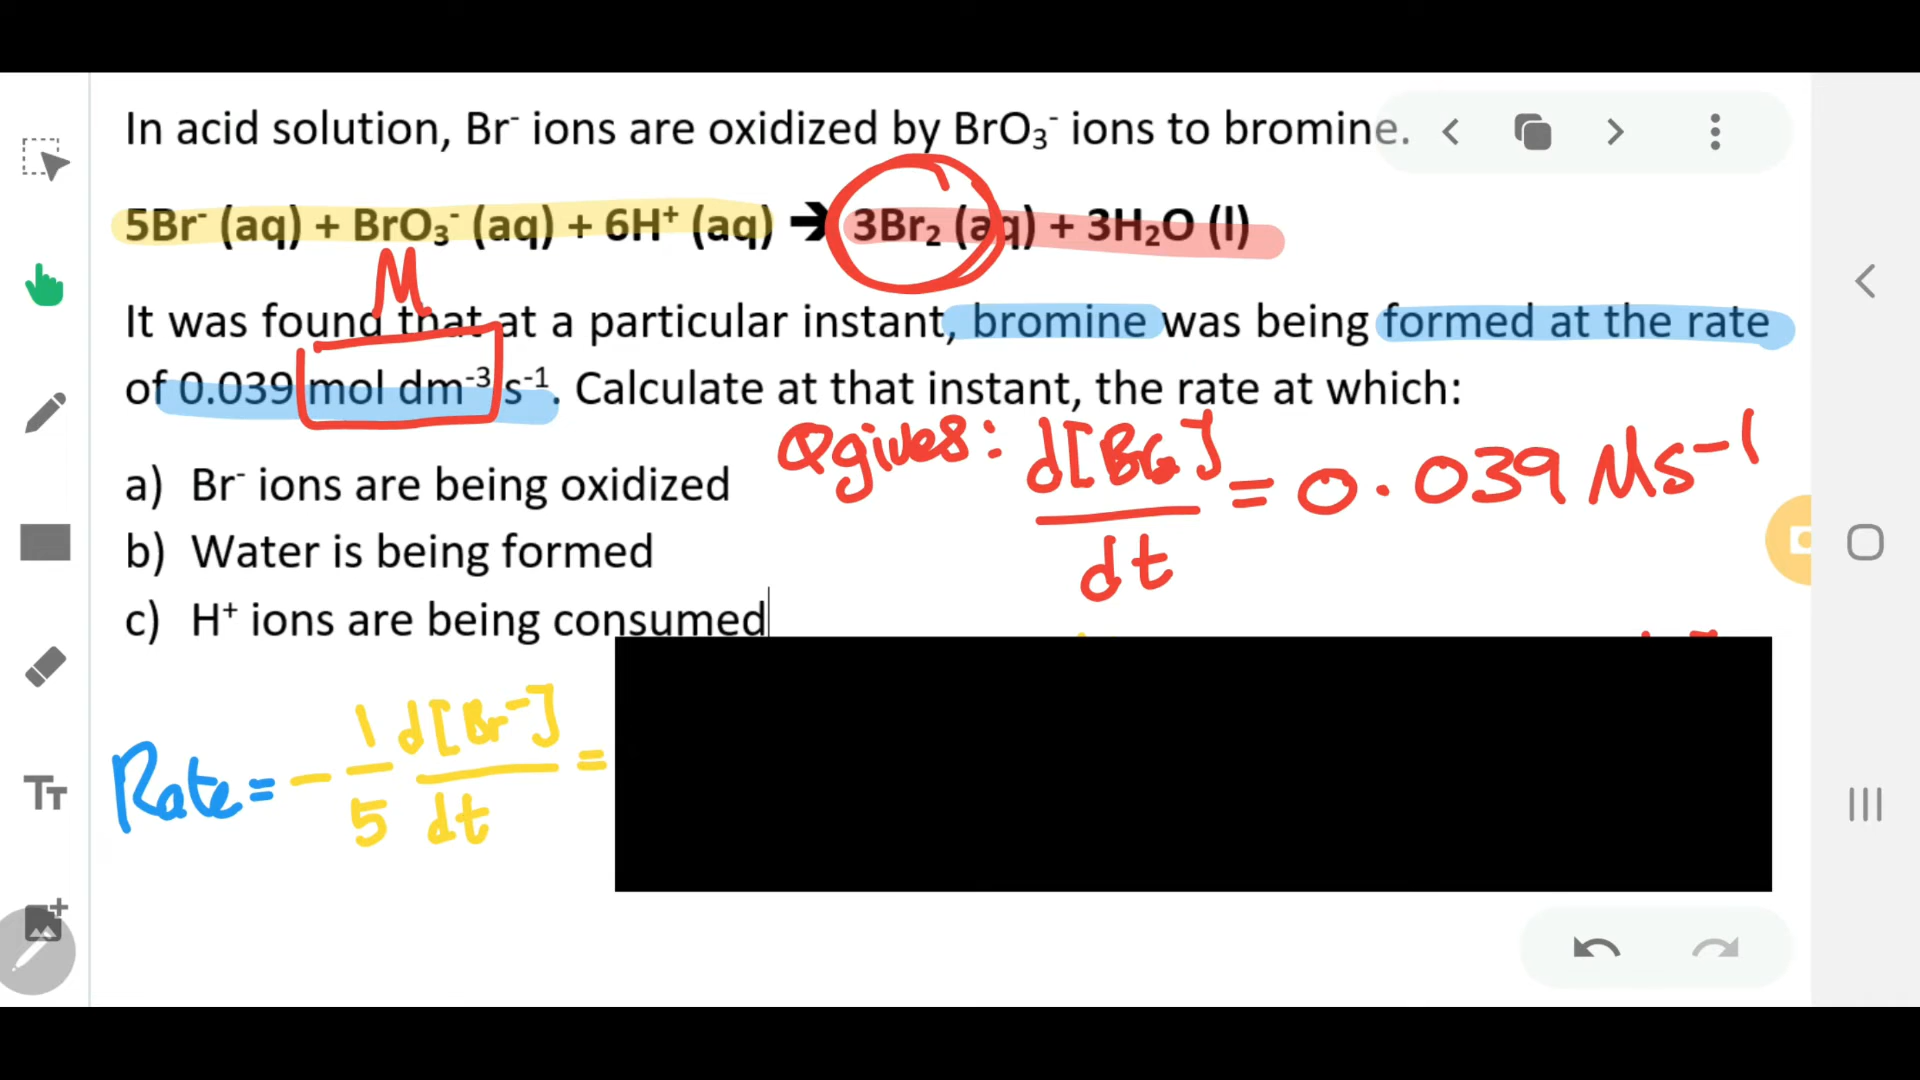 In acid solution, Br⁻ ions are oxidized by BrO₃⁻ ions to bromine.
5Br⁻ (aq) + BrO₃⁻ (aq) + 6H⁺ (aq) ➔ 3Br₂ (aq) + 3H₂O (l)
M
It was found that at a particular instant, bromine was being formed at the rate
of 0.039 mol dm⁻³ s⁻¹. Calculate at that instant, the rate at which:
Q gives: d[Br₂]/dt = 0.039 Ms⁻¹
a) Br⁻ ions are being oxidized
b) Water is being formed
c) H⁺ ions are being consumed
Rate = - 1/5 d[Br⁻]/dt =
TT